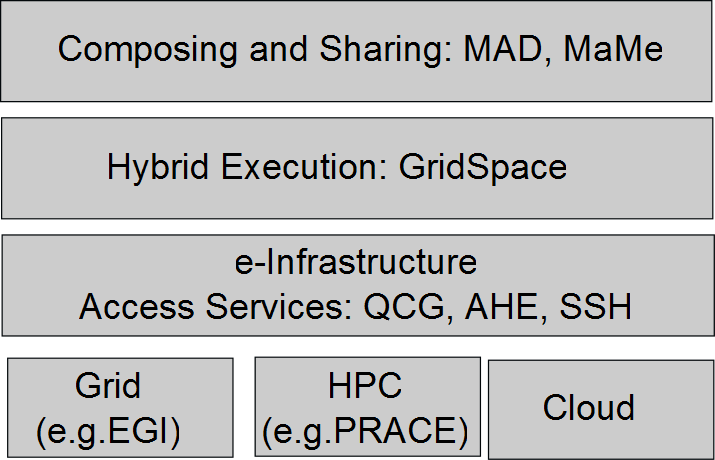 Composing and Sharing: MAD, MaMe
Hybrid Execution: GridSpace
e-Infrastructure
Access Services: QCG, AHE, SSH
Grid
(e.g.EGI)
HPC
(e.g.PRACE)
Cloud